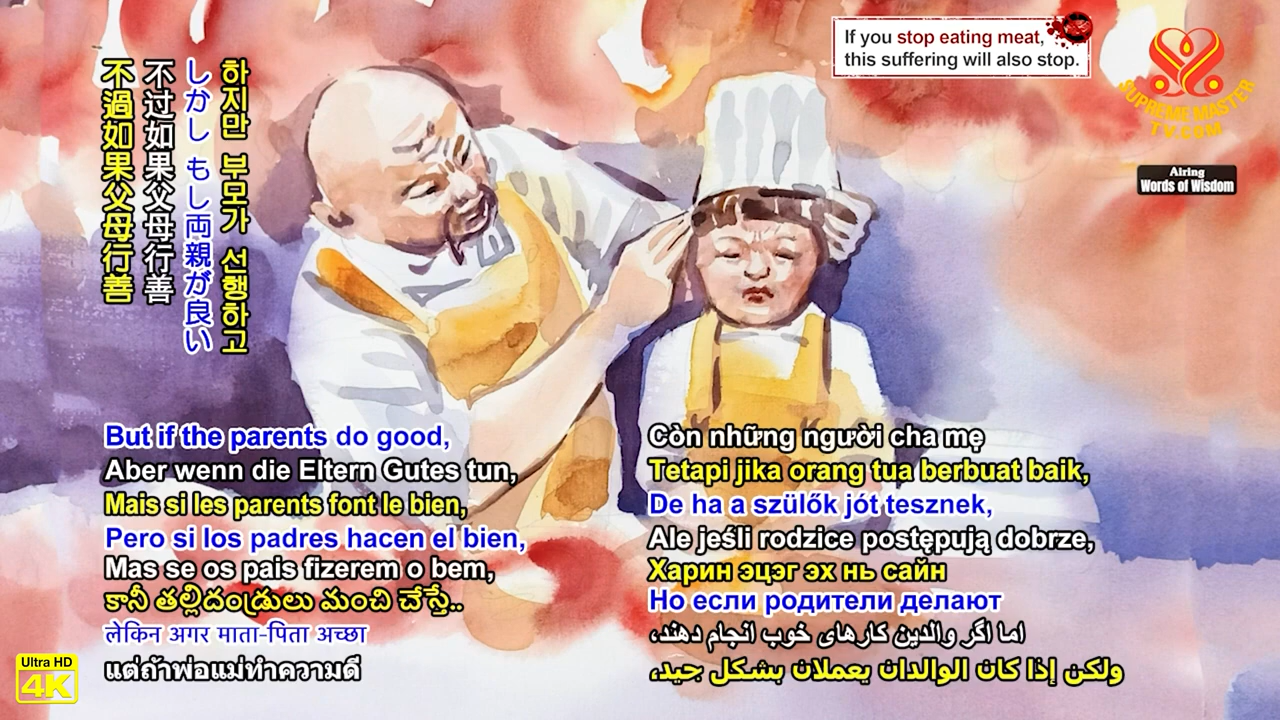 If you stop eating meat,
this suffering will also stop.
SUPREME MASTER
TV.COM
Airing
Words of Wisdom
하지만 부모가 선행하고
しかし もし両親が良い
不过如果父母行善
不過如果父母行善
But if the parents do good,
Aber wenn die Eltern Gutes tun,
Mais si les parents font le bien,
Pero si los padres hacen el bien,
Mas se os pais fizerem o bem,
కానీ తల్లిదండ్రులు మంచి చేస్తే..
लेकिन अगर माता-पिता अच्छा
แต่ถ้าพ่อแม่ทำความดี
Còn những người cha mẹ
Tetapi jika orang tua berbuat baik,
De ha a szülők jót tesznek,
Ale jeśli rodzice postępują dobrze,
Харин эцэг эх нь сайн
Но если родители делают
اما اگر والدین کارهای خوب انجام دهند،
ولكن إذا كان الوالدان يعملان بشكل جيد،
Ultra HD
4K